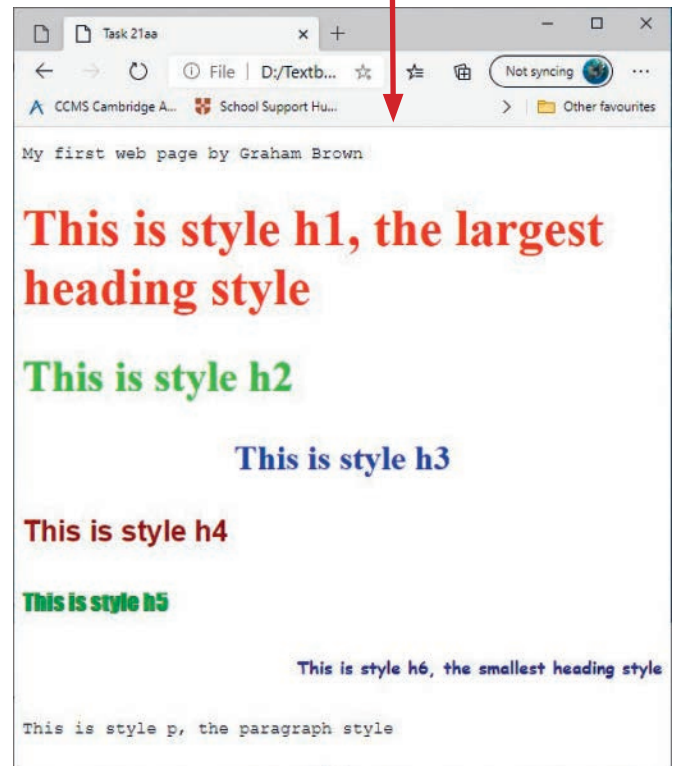 Task 21aa
File D:/Textb...
Not syncing
CCMS Cambridge A... School Support Hu... Other favourites
My first web page by Graham Brown
This is style h1, the largest
heading style
This is style h2
This is style h3
This is style h4
This is style h5
This is style h6, the smallest heading style
This is style p, the paragraph style